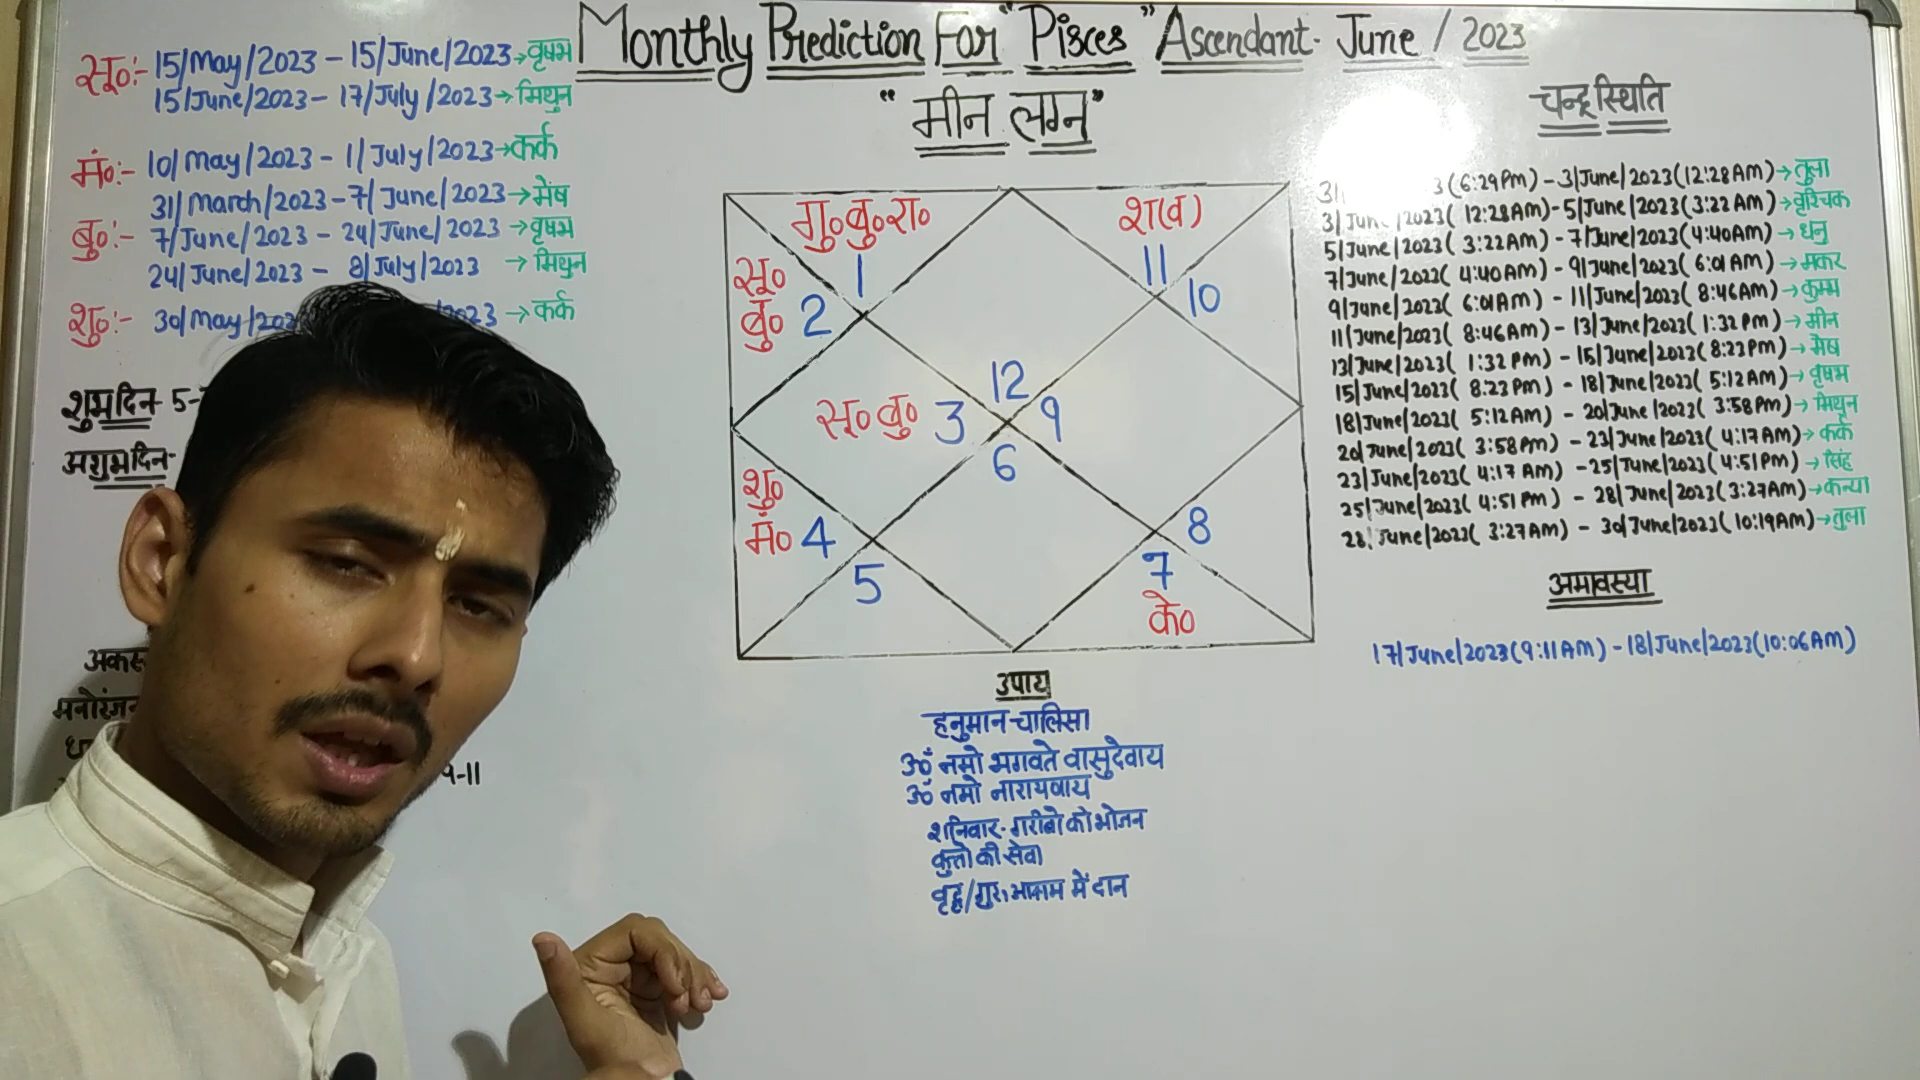 Monthly Prediction For "Pisces" Ascendant. June / 2023
"मीन लग्न"
सू०:- 15/May/2023 - 15/June/2023 → वृषभ
15/June/2023 - 17/July/2023 → मिथुन
मं०:- 10/May/2023 - 1/July/2023 → कर्क
31/March/2023 - 7/June/2023 → मेष
बु०:- 7/June/2023 - 24/June/2023 → वृषभ
24/June/2023 - 8/July/2023 → मिथुन
शु०:- 30/May/202 023 → कर्क
शुभदिन- 5-
अशुभदिन-
मनोरंजन
9-11
गु० बु० रा०
श(व)
सू०
बु० 2
1
11
10
12
सू० बु० 3
9
6
शु०
मं० 4
5
8
7
के०
उपाय
हनुमान-चालिसा
ॐ नमो भगवते वासुदेवाय
ॐ नमो नारायणाय
शनिवार- गरीबो को भोजन
कुत्तो की सेवा
में दान
चन्द्र स्थिति
31 3 (6:29PM) - 3/June/2023 (12:28AM) → तुला
3/June/2023 ( 12:28AM) - 5/June/2023 (3:22AM) → वृश्चिक
5/June/2023 ( 3:22AM) - 7/June/2023 (4:40AM) → धनु
7/June/2023 ( 4:40AM) - 9/June/2023 ( 6:01AM) → मकर
9/June/2023 ( 6:01AM) - 11/June/2023 ( 8:46AM) → कुम्भ
11/June/2023 ( 8:46AM) - 13/June/2023 ( 1:32PM) → मीन
13/June/2023 ( 1:32PM) - 15/June/2023 ( 8:23PM) → मेष
15/June/2023 ( 8:23PM) - 18/June/2023 ( 5:12AM) → वृषभ
18/June/2023 ( 5:12AM) - 20/June/2023 ( 3:58PM) → मिथुन
20/June/2023 ( 3:58PM) - 23/June/2023 ( 4:17AM) → कर्क
23/June/2023 ( 4:17AM) - 25/June/2023 ( 4:51PM) → सिंह
25/June/2023 ( 4:51PM) - 28/June/2023 ( 3:27AM) → कन्या
28/June/2023 ( 3:27AM) - 30/June/2023 (10:19AM) → तुला
अमावस्या
17/June/2023 (9:11AM) - 18/June/2023 (10:06AM)